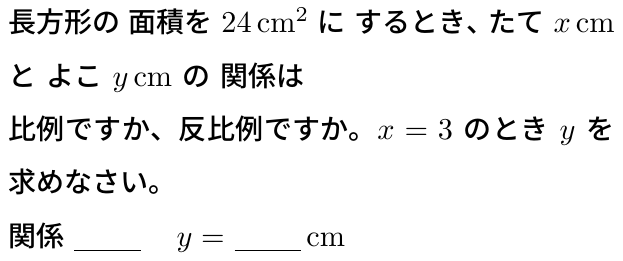 長方形の 面積を 24 cm² に するとき、たて x cm
と よこ y cm の 関係は
比例ですか、反比例ですか。x = 3 のとき y を
求めなさい。
関係 ____ y = ____ cm